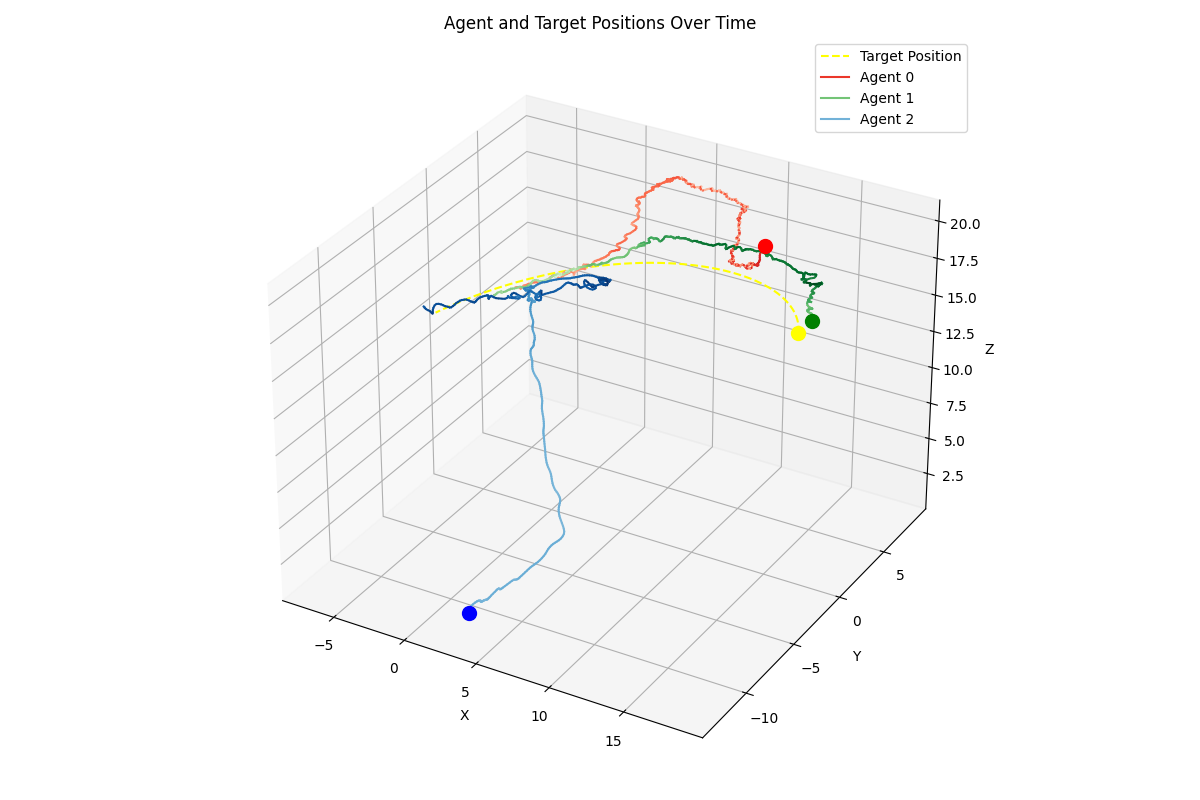 Agent and Target Positions Over Time
Target Position
Agent 0
Agent 1
Agent 2
20.0
17.5
15.0
12.5
10.0
7.5
5.0
2.5
Z
5
0
−5
−10
Y
−5
0
5
10
15
X